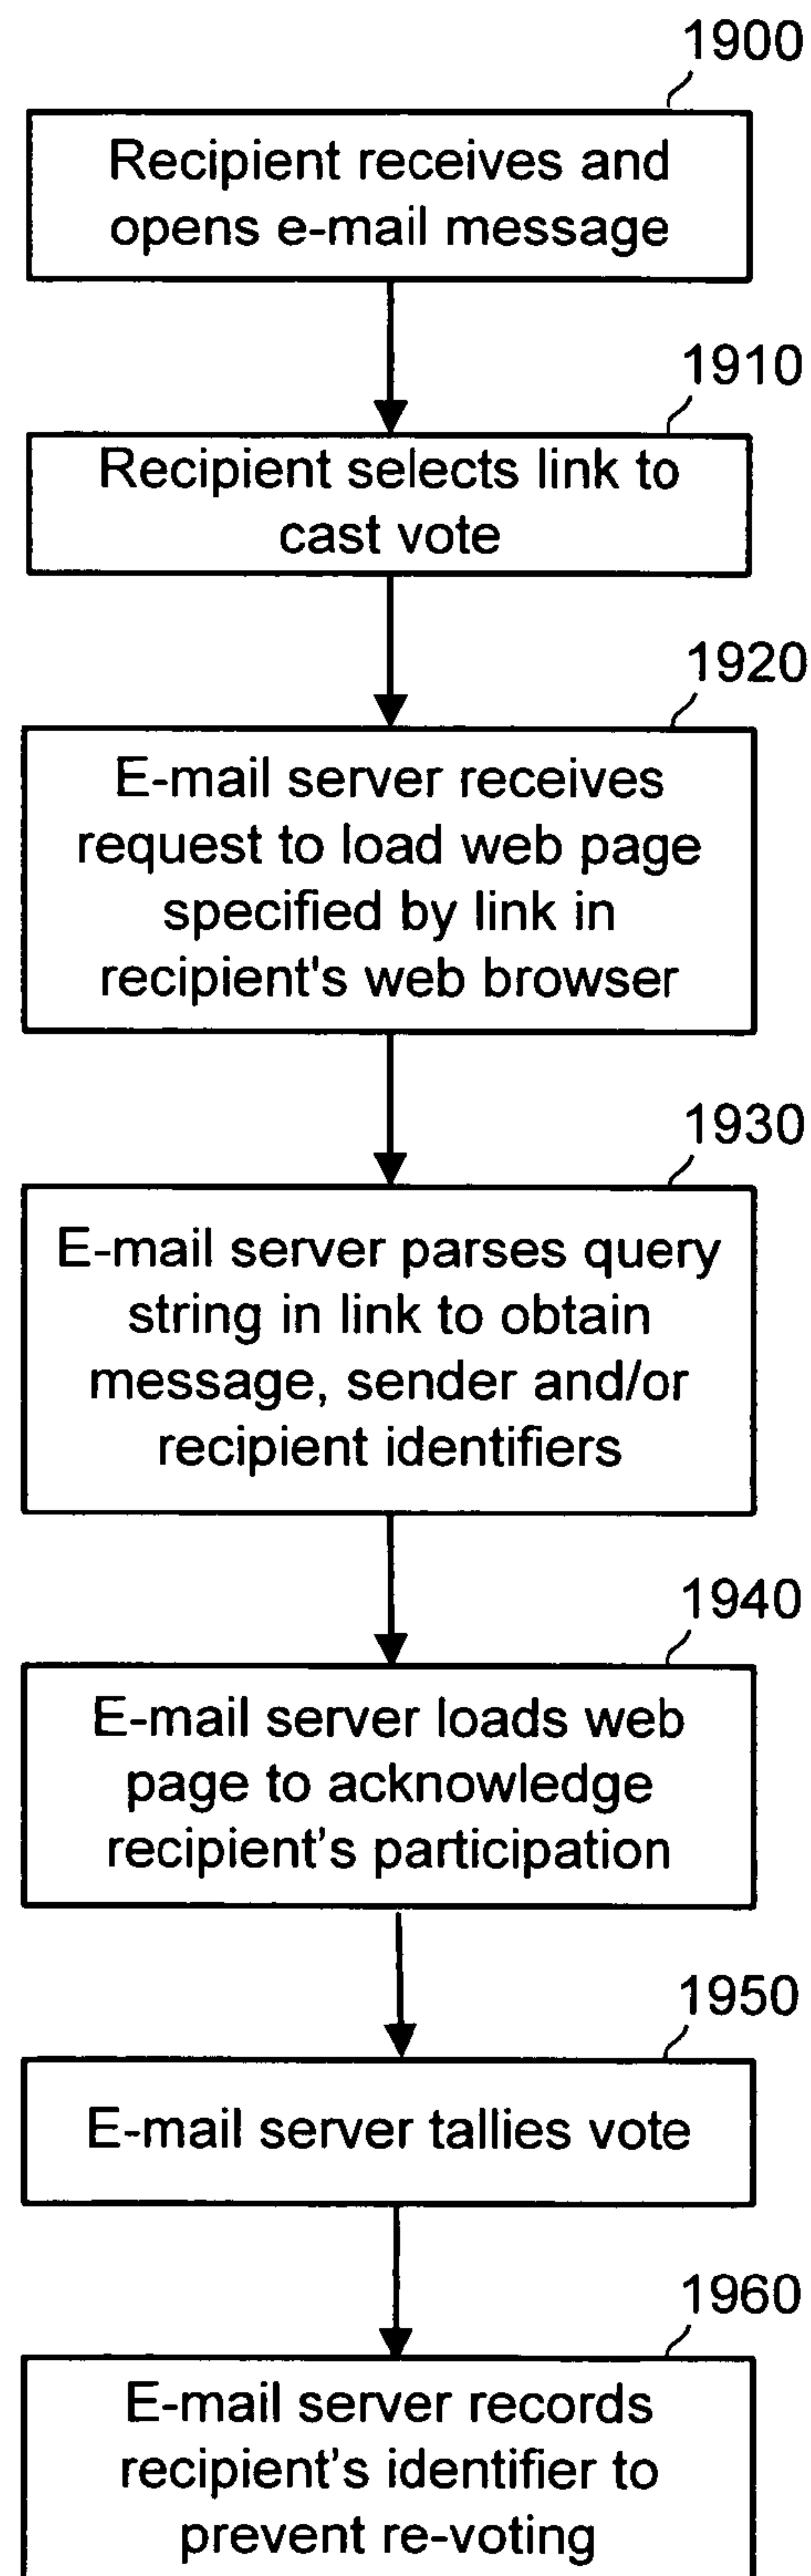 1900
Recipient receives and
opens e-mail message
1910
Recipient selects link to
cast vote
1920
E-mail server receives
request to load web page
specified by link in
recipient's web browser
1930
E-mail server parses query
string in link to obtain
message, sender and/or
recipient identifiers
1940
E-mail server loads web
page to acknowledge
recipient's participation
1950
E-mail server tallies vote
1960
E-mail server records
recipient's identifier to
prevent re-voting